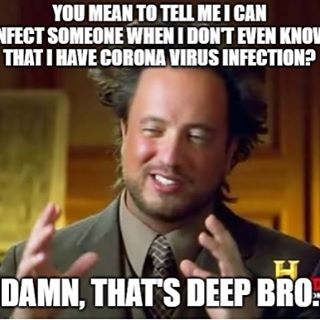 YOU MEAN TO TELL ME I CAN
NFECT SOMEONE WHEN I DON'T EVEN KNOW
THAT I HAVE CORONA VIRUS INFECTION?
H
DAMN, THAT'S DEEP BRO.